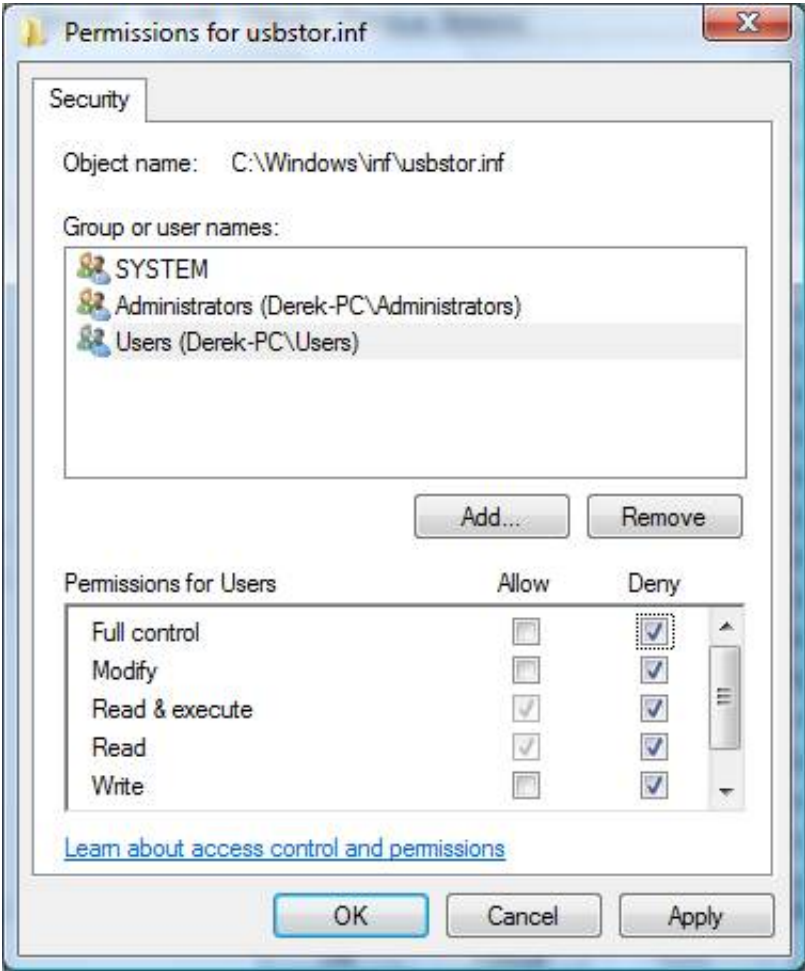 Permissions for usbstor.inf
Security
Object name: C:\Windows\inf\usbstor.inf
Group or user names:
SYSTEM
Administrators (Derek-PC\Administrators)
Users (Derek-PC\Users)
Add... Remove
Permissions for Users Allow Deny
Full control
Modify
Read & execute
Read
Write
Learn about access control and permissions
OK Cancel Apply